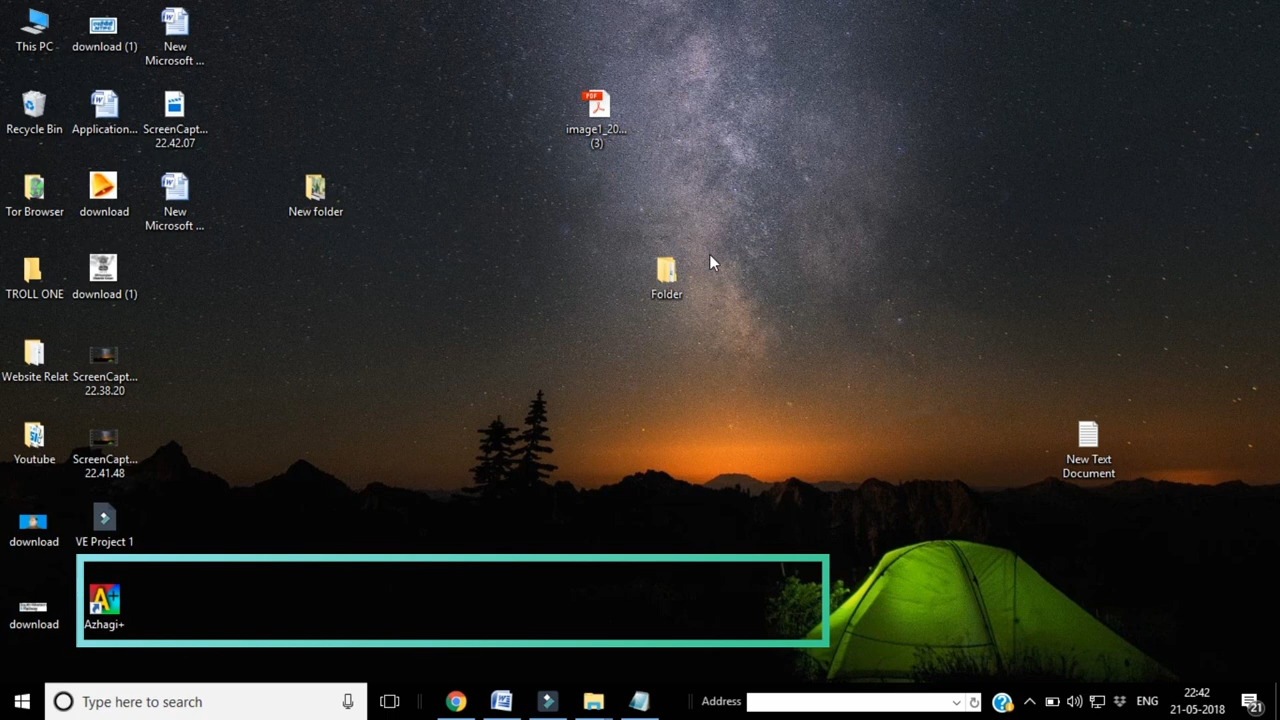 This PC
download (1)
New
Microsoft ...
Recycle Bin
Application...
ScreenCapt...
22.42.07
PDF
image1_20...
(3)
Tor Browser
download
New
Microsoft ...
New folder
TROLL ONE
download (1)
Folder
Website Relat
ScreenCapt...
22.38.20
Youtube
ScreenCapt...
22.41.48
New Text
Document
download
VE Project 1
download
A+
Azhagi+
Type here to search
Address
ENG
22:42
21-05-2018
21